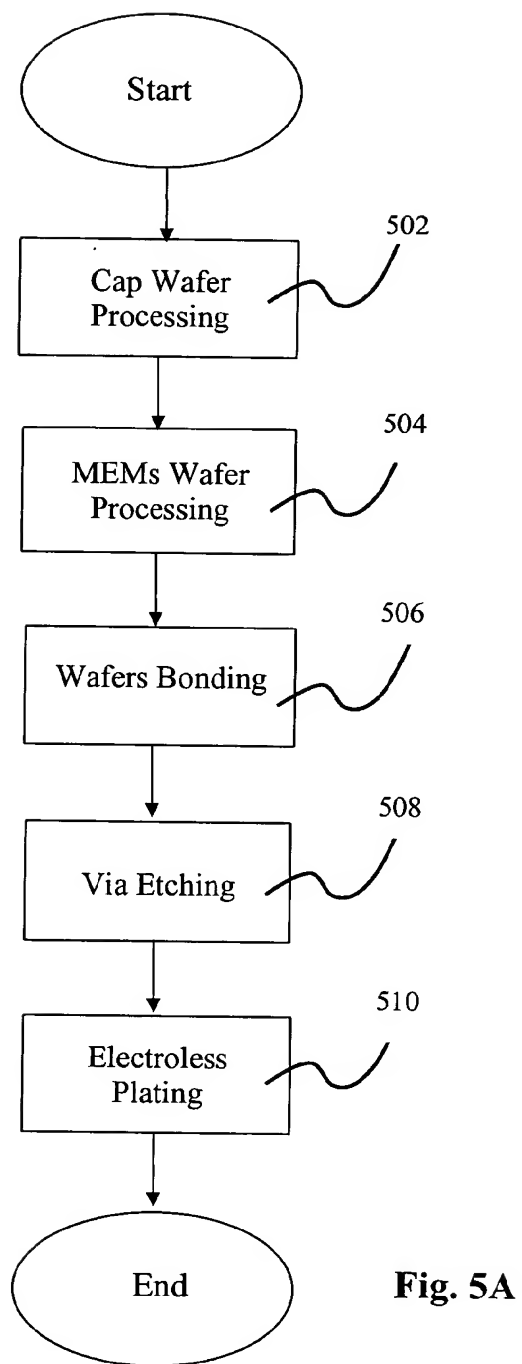 Start
502
Cap Wafer
Processing
504
MEMs Wafer
Processing
506
Wafers Bonding
508
Via Etching
510
Electroless
Plating
End
Fig. 5A